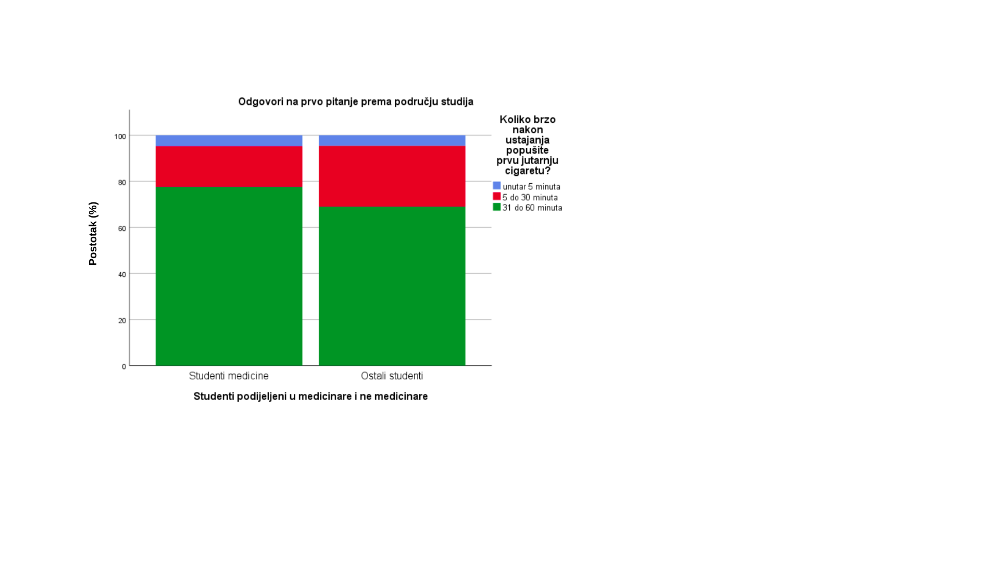 Odgovori na prvo pitanje prema području studija
Koliko brzo
nakon
ustajanja
popušite
prvu jutarnju
cigaretu?
unutar 5 minuta
5 do 30 minuta
31 do 60 minuta
Postotak (%)
100
80
60
40
20
0
Studenti medicine
Ostali studenti
Studenti podijeljeni u medicinare i ne medicinare